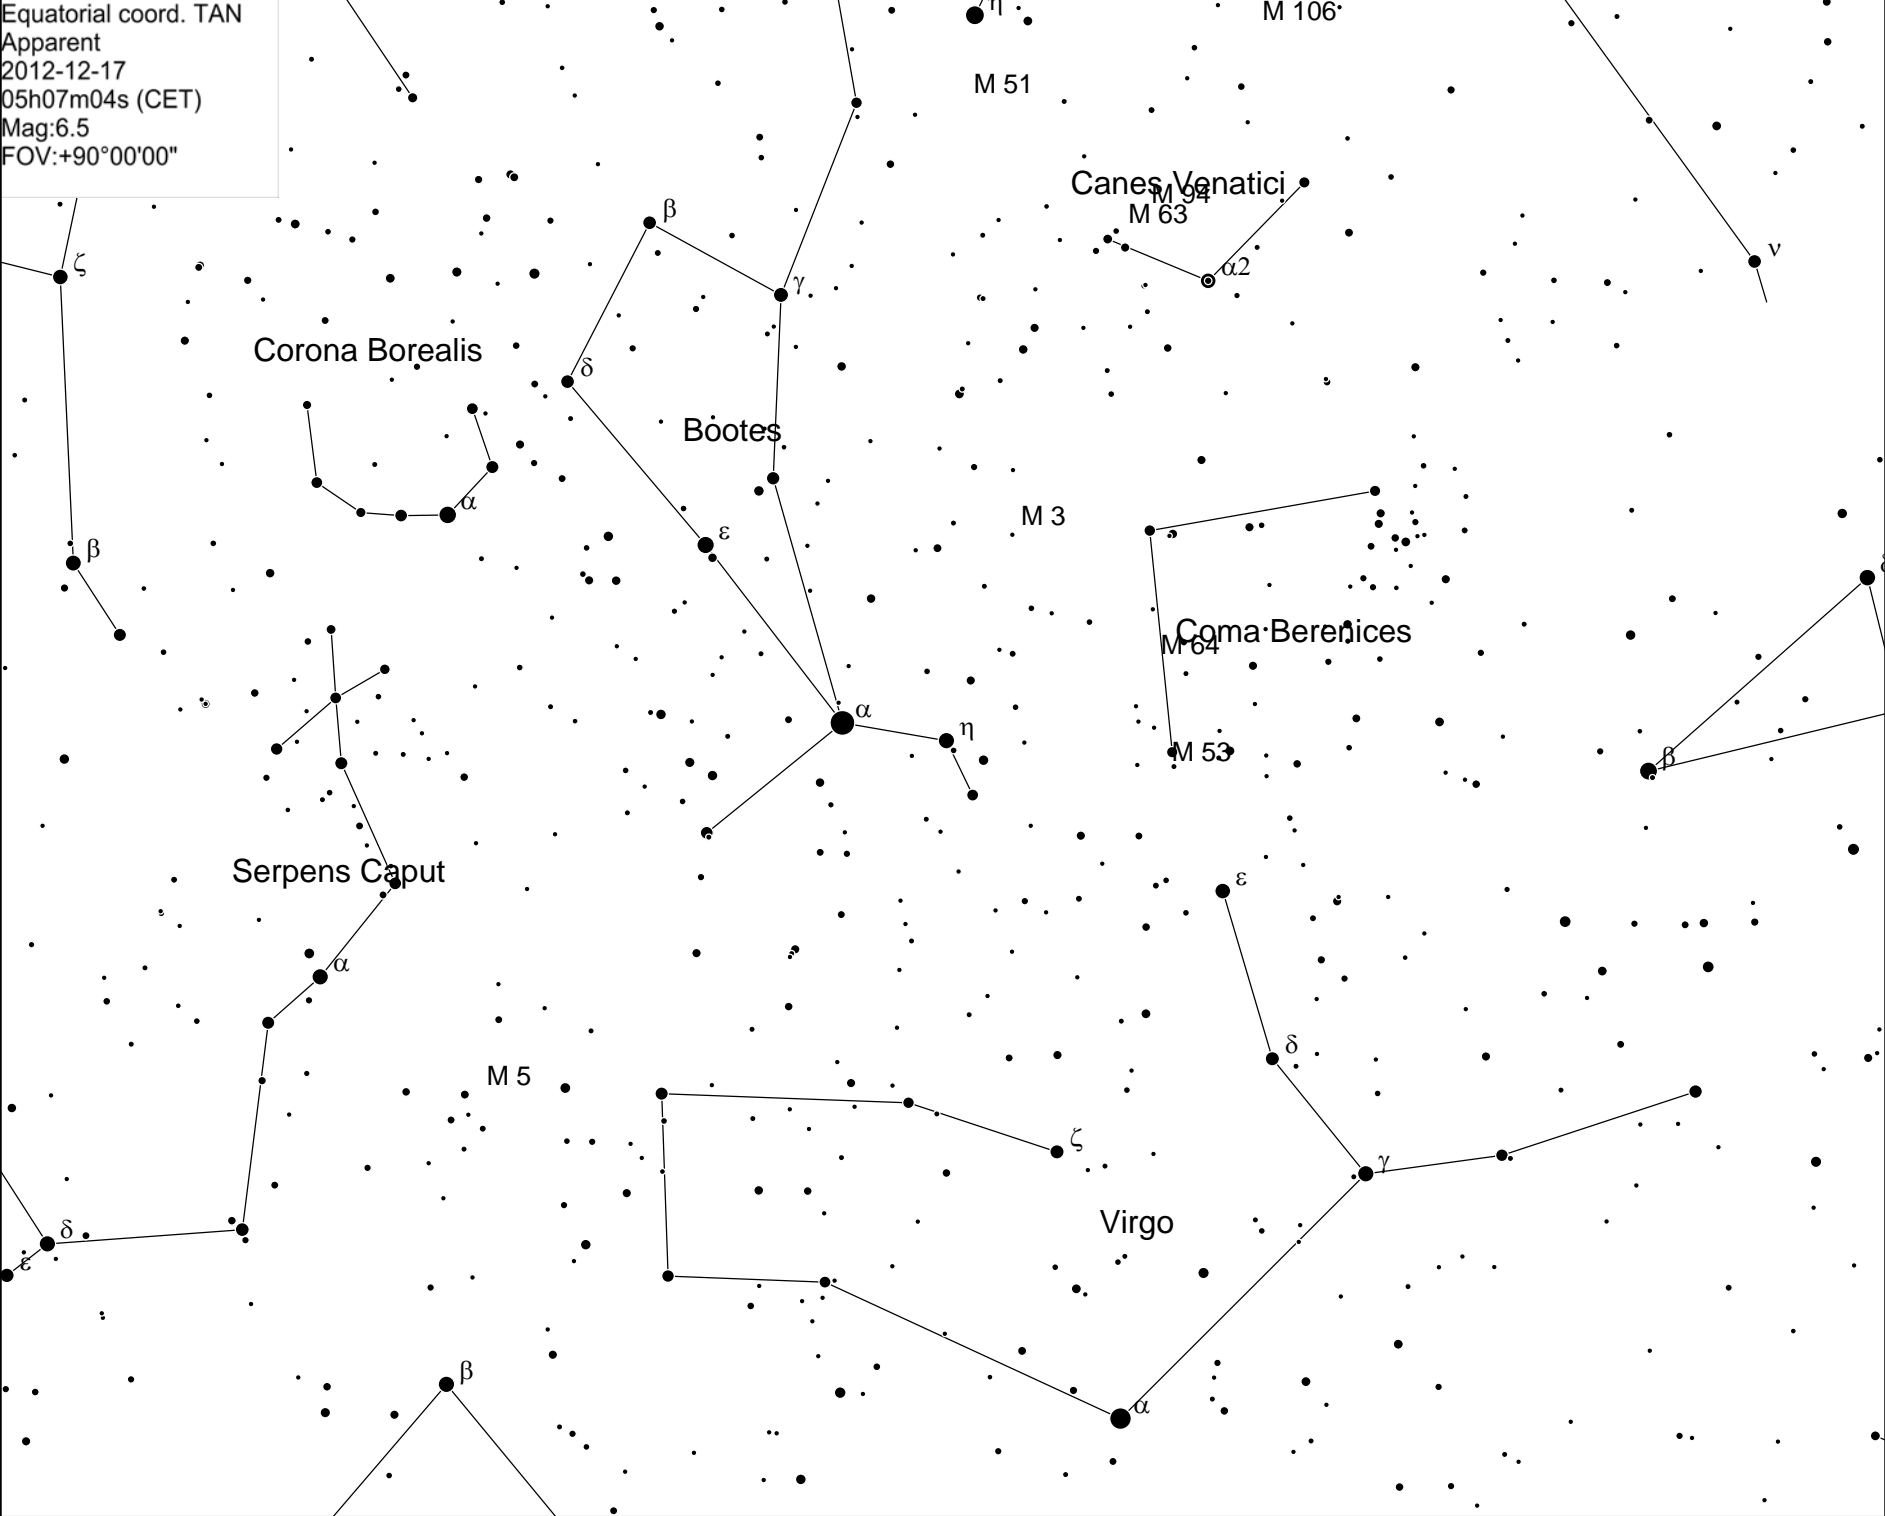 Equatorial coord. TAN
Apparent
2012-12-17
05h07m04s (CET)
Mag:6.5
FOV:+90°00'00"
η
M 106
M 51
Canes Venatici
M 94
M 63
α2
β
γ
δ
ν
ζ
Corona Borealis
Bootes
α
ε
β
M 3
Coma Berenices
M 64
M 53
α
η
β
Serpens Caput
α
ε
δ
M 5
ζ
γ
Virgo
δ
ε
β
α